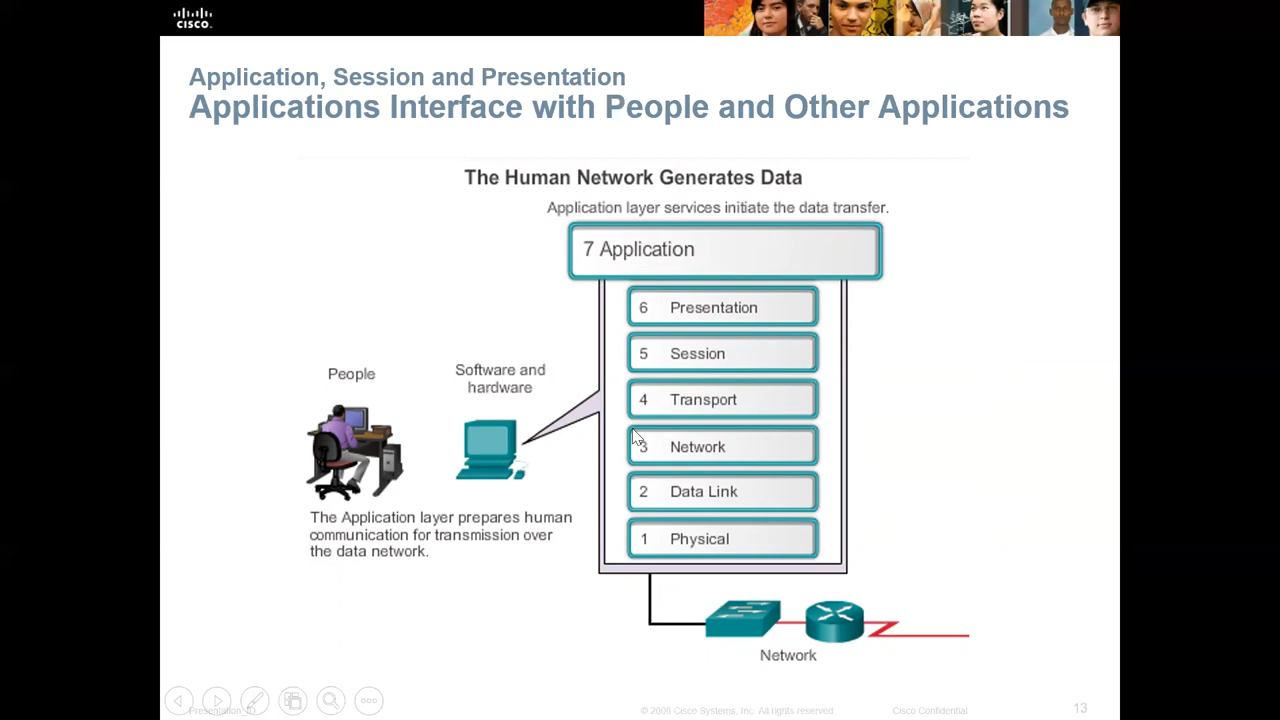 CISCO
Application, Session and Presentation
Applications Interface with People and Other Applications
The Human Network Generates Data
Application layer services initiate the data transfer.
7 Application
6 Presentation
5 Session
4 Transport
3 Network
2 Data Link
1 Physical
People
Software and
hardware
The Application layer prepares human
communication for transmission over
the data network.
Network
Presentation_ID
Cisco Systems, Inc. All rights reserved.
Cisco Confidential
13